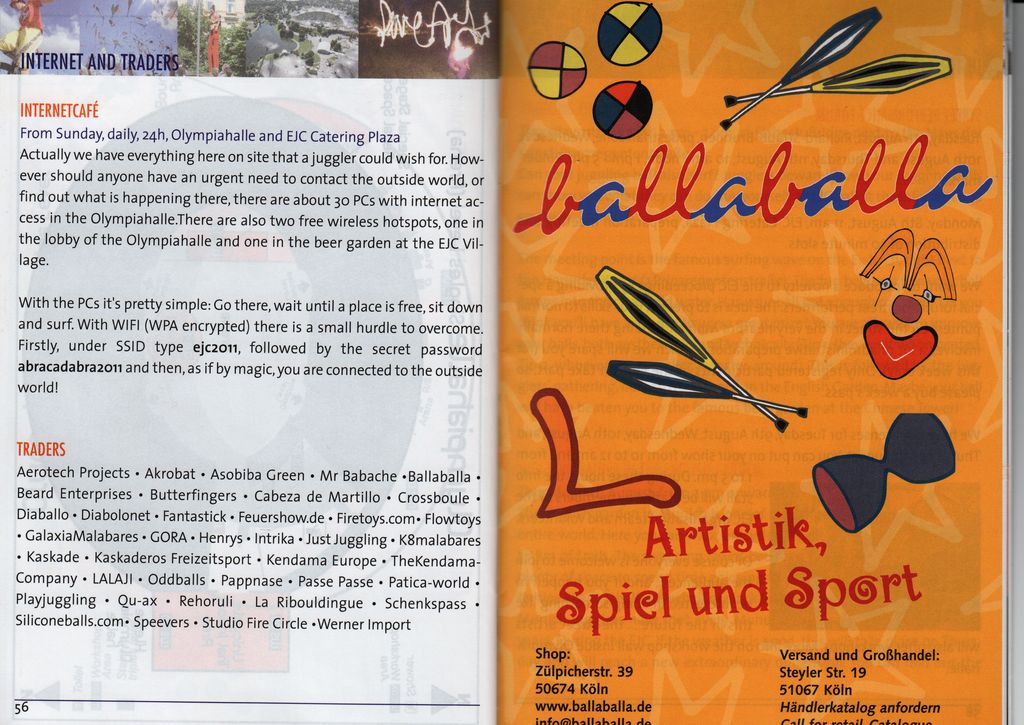 INTERNET AND TRADERS
INTERNETCAFÉ
From Sunday, daily, 24h, Olympiahalle and EJC Catering Plaza
Actually we have everything here on site that a juggler could wish for. How-
ever should anyone have an urgent need to contact the outside world, or
find out what is happening there, there are about 30 PCs with internet ac-
cess in the Olympiahalle.There are also two free wireless hotspots, one in
the lobby of the Olympiahalle and one in the beer garden at the EJC Vil-
lage.
With the PCs it's pretty simple: Go there, wait until a place is free, sit down
and surf. With WIFI (WPA encrypted) there is a small hurdle to overcome.
Firstly, under SSID type ejc2011, followed by the secret password
abracadabra2011 and then, as if by magic, you are connected to the outside
world!
TRADERS
Aerotech Projects • Akrobat • Asobiba Green • Mr Babache •Ballaballa •
Beard Enterprises • Butterfingers • Cabeza de Martillo • Crossboule •
Diaballo • Diabolonet • Fantastick • Feuershow.de • Firetoys.com• Flowtoys
• GalaxiaMalabares • GORA • Henrys • Intrika • Just Juggling • K8malabares
• Kaskade • Kaskaderos Freizeitsport • Kendama Europe • TheKendama-
Company • LALAJI • Oddballs • Pappnase • Passe Passe • Patica-world •
Playjuggling • Qu-ax • Rehoruli • La Ribouldingue • Schenkspass •
Siliconeballs.com• Speevers • Studio Fire Circle •Werner Import
56
ballaballa
Artistik,
Spiel und Sport
Shop:
Zülpicherstr. 39
50674 Köln
www.ballaballa.de
info@ballaballa.de
Versand und Großhandel:
Steyler Str. 19
51067 Köln
Händlerkatalog anfordern
Call for retail Catalogue